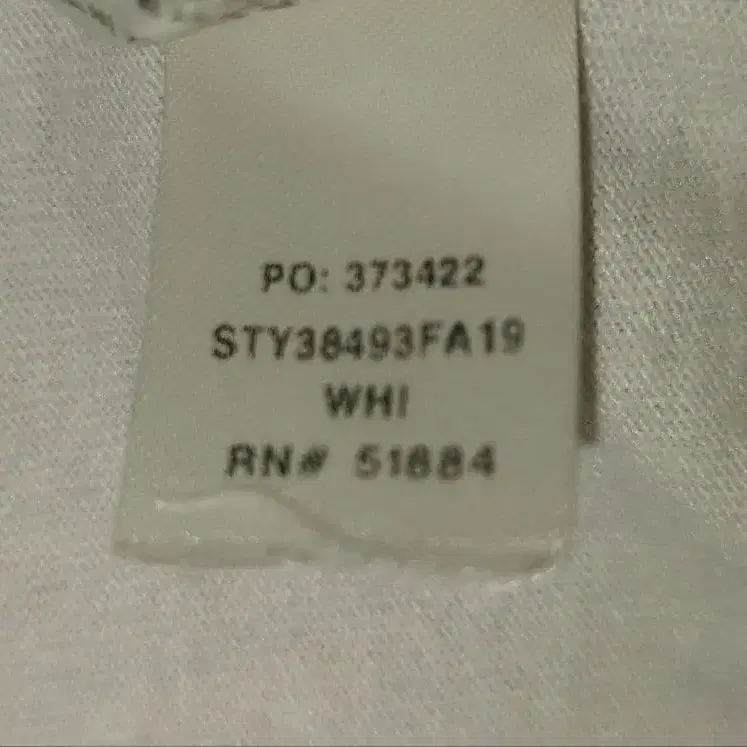 PO: 373422
STY38493FA19
WHI
RN# 51884